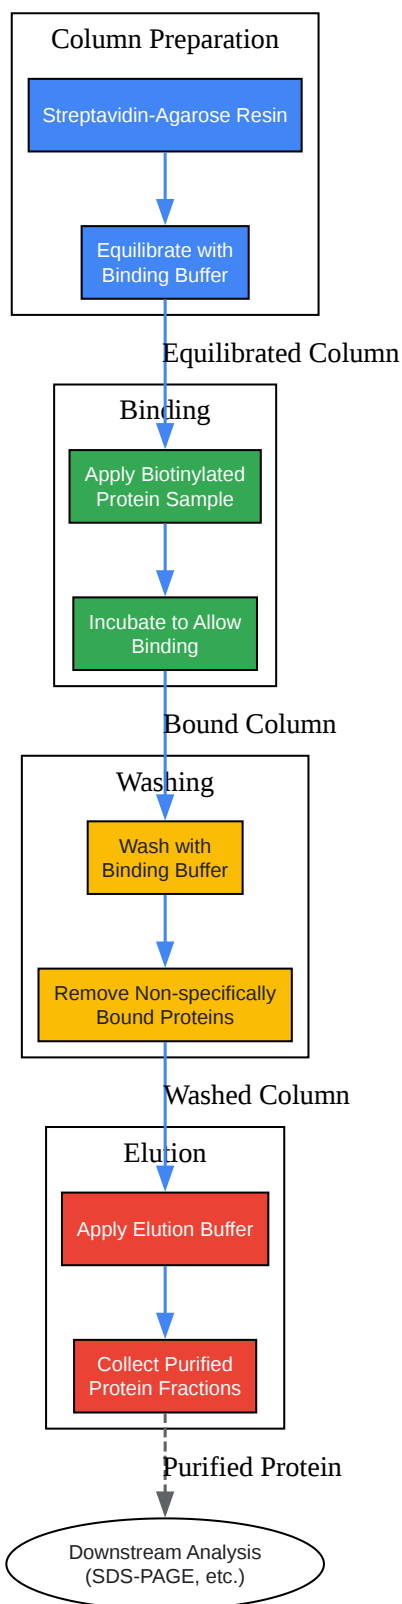 Column Preparation
Streptavidin-Agarose Resin
Equilibrate with
Binding Buffer
Equilibrated Column
Binding
Apply Biotinylated
Protein Sample
Incubate to Allow
Binding
Bound Column
Washing
Wash with
Binding Buffer
Remove Non-specifically
Bound Proteins
Washed Column
Elution
Apply Elution Buffer
Collect Purified
Protein Fractions
Purified Protein
Downstream Analysis
(SDS-PAGE, etc.)